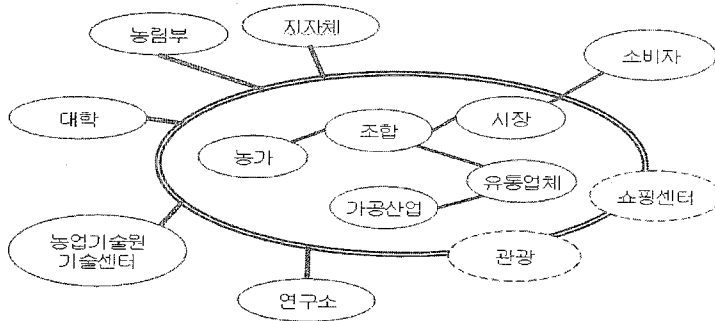 농림부
지자체
소비자
대학
조합
시장
농가
유통업체
쇼핑센터
가공산업
농업기술원
기술센터
관광
연구소